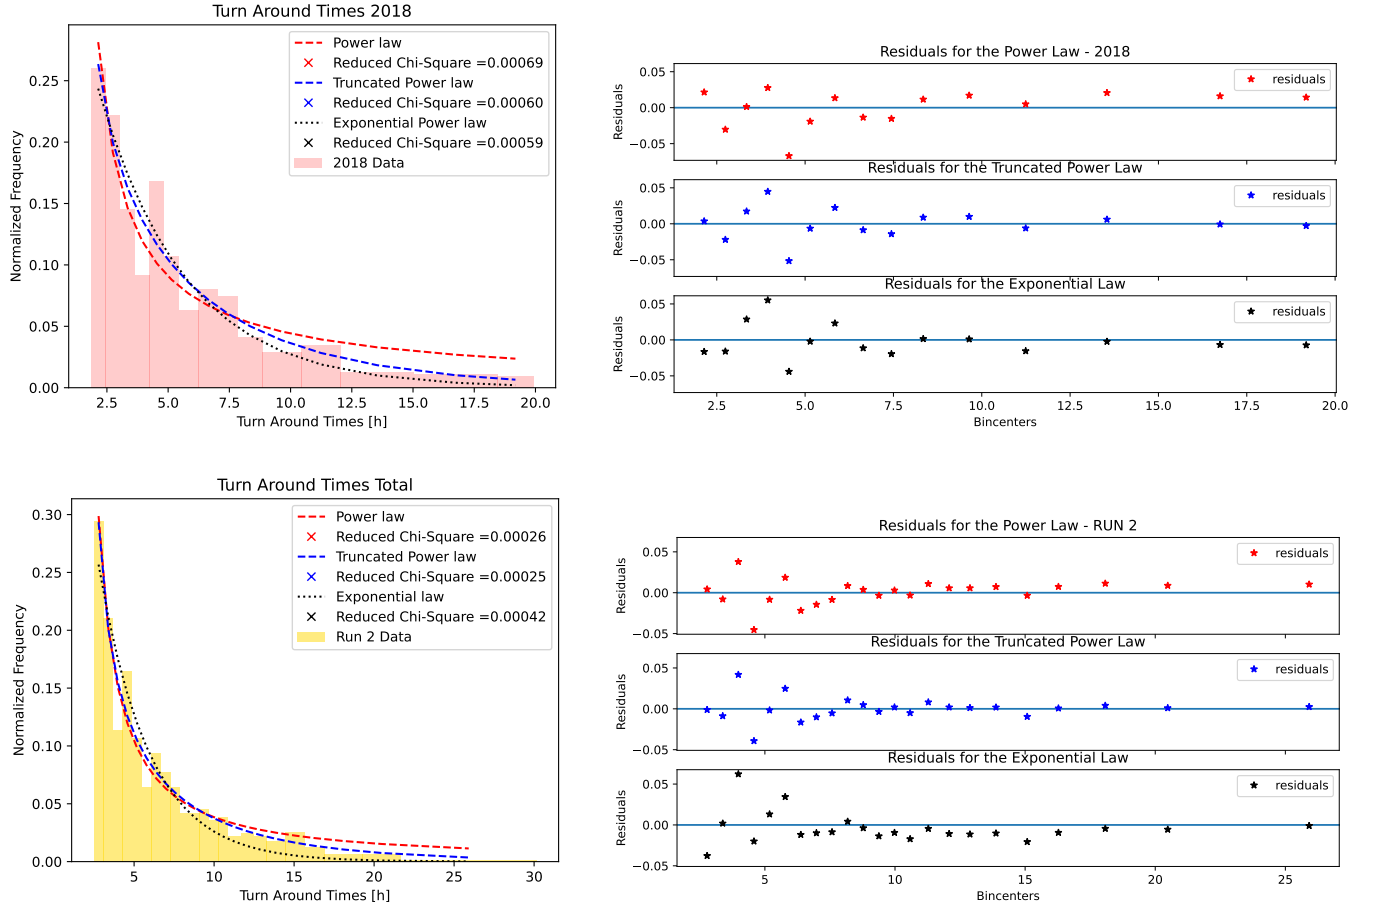 Turn Around Times 2018
Normalized Frequency
0.25
0.20
0.15
0.10
0.05
0.00
Power law
Reduced Chi-Square =0.00069
Truncated Power law
Reduced Chi-Square =0.00060
Exponential Power law
Reduced Chi-Square =0.00059
2018 Data
2.5 5.0 7.5 10.0 12.5 15.0 17.5 20.0
Turn Around Times [h]
Residuals for the Power Law - 2018
Residuals
0.05
0.00
−0.05
residuals
Residuals for the Truncated Power Law
Residuals
0.05
0.00
−0.05
residuals
Residuals for the Exponential Law
Residuals
0.05
0.00
−0.05
residuals
2.5 5.0 7.5 10.0 12.5 15.0 17.5 20.0
Bincenters
Turn Around Times Total
Normalized Frequency
0.30
0.25
0.20
0.15
0.10
0.05
0.00
Power law
Reduced Chi-Square =0.00026
Truncated Power law
Reduced Chi-Square =0.00025
Exponential law
Reduced Chi-Square =0.00042
Run 2 Data
5 10 15 20 25 30
Turn Around Times [h]
Residuals for the Power Law - RUN 2
Residuals
0.05
0.00
−0.05
residuals
Residuals for the Truncated Power Law
Residuals
0.05
0.00
−0.05
residuals
Residuals for the Exponential Law
Residuals
0.05
0.00
−0.05
residuals
5 10 15 20 25
Bincenters